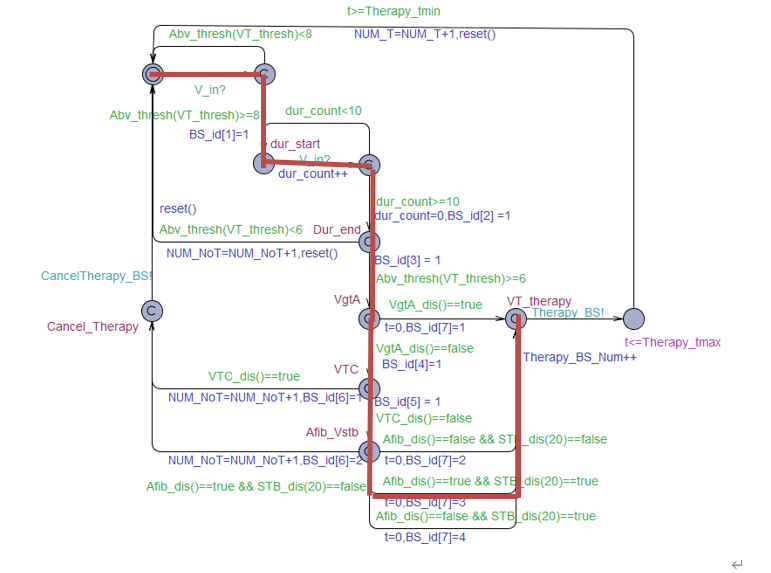 t>=Therapy_tmin
Abv_thresh(VT_thresh)<8
NUM_T=NUM_T+1,reset()
C
C
V_in?
dur_count<10
Abv_thresh(VT_thresh)>=8
BS_id[1]=1
dur_start
V_in?
C
dur_count++
dur_count>=10
reset()
dur_count=0,BS_id[2] =1
Abv_thresh(VT_thresh)<6
Dur_end
C
NUM_NoT=NUM_NoT+1,reset()
BS_id[3] = 1
CancelTherapy_BS!
Abv_thresh(VT_thresh)>=6
VgtA
VgtA_dis()==true
VT_therapy
C
Therapy_BS!
C
C
Cancel_Therapy
t=0,BS_id[7]=1
t<=Therapy_tmax
VgtA_dis()==false
Therapy_BS_Num++
BS_id[4]=1
VTC
VTC_dis()==true
C
NUM_NoT=NUM_NoT+1,BS_id[6]=1
BS_id[5] = 1
VTC_dis()==false
Afib_Vstb
Afib_dis()==false && STB_dis(20)==false
C
NUM_NoT=NUM_NoT+1,BS_id[6]=2
t=0,BS_id[7]=2
Afib_dis()==true && STB_dis(20)==false
Afib_dis()==true && STB_dis(20)==true
t=0,BS_id[7]=3
Afib_dis()==false && STB_dis(20)==true
t=0,BS_id[7]=4
↵